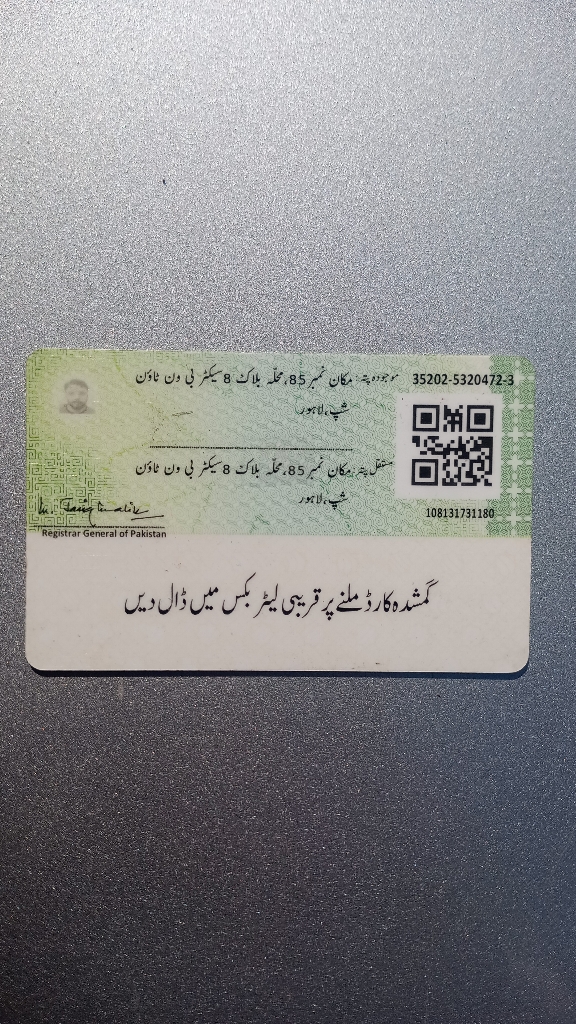 35202-5320472-3
موجودہ پتہ: مکان نمبر 85، محلّہ بلاک 8 سیکٹر بی ون ٹاؤن
شپ، لاہور
مستقل پتہ: مکان نمبر 85، محلّہ بلاک 8 سیکٹر بی ون ٹاؤن
شپ، لاہور
108131731180
Registrar General of Pakistan
گمشدہ کارڈ ملنے پر قریبی لیٹر بکس میں ڈال دیں